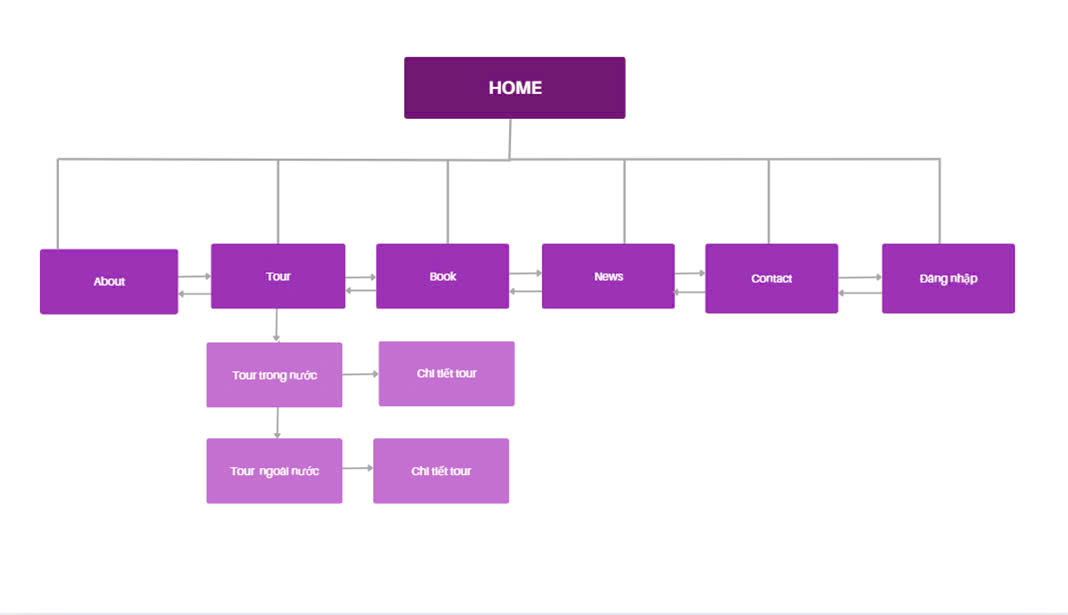 HOME
About
Tour
Book
News
Contact
Đăng nhập
Tour trong nước
Chi tiết tour
Tour ngoài nước
Chi tiết tour